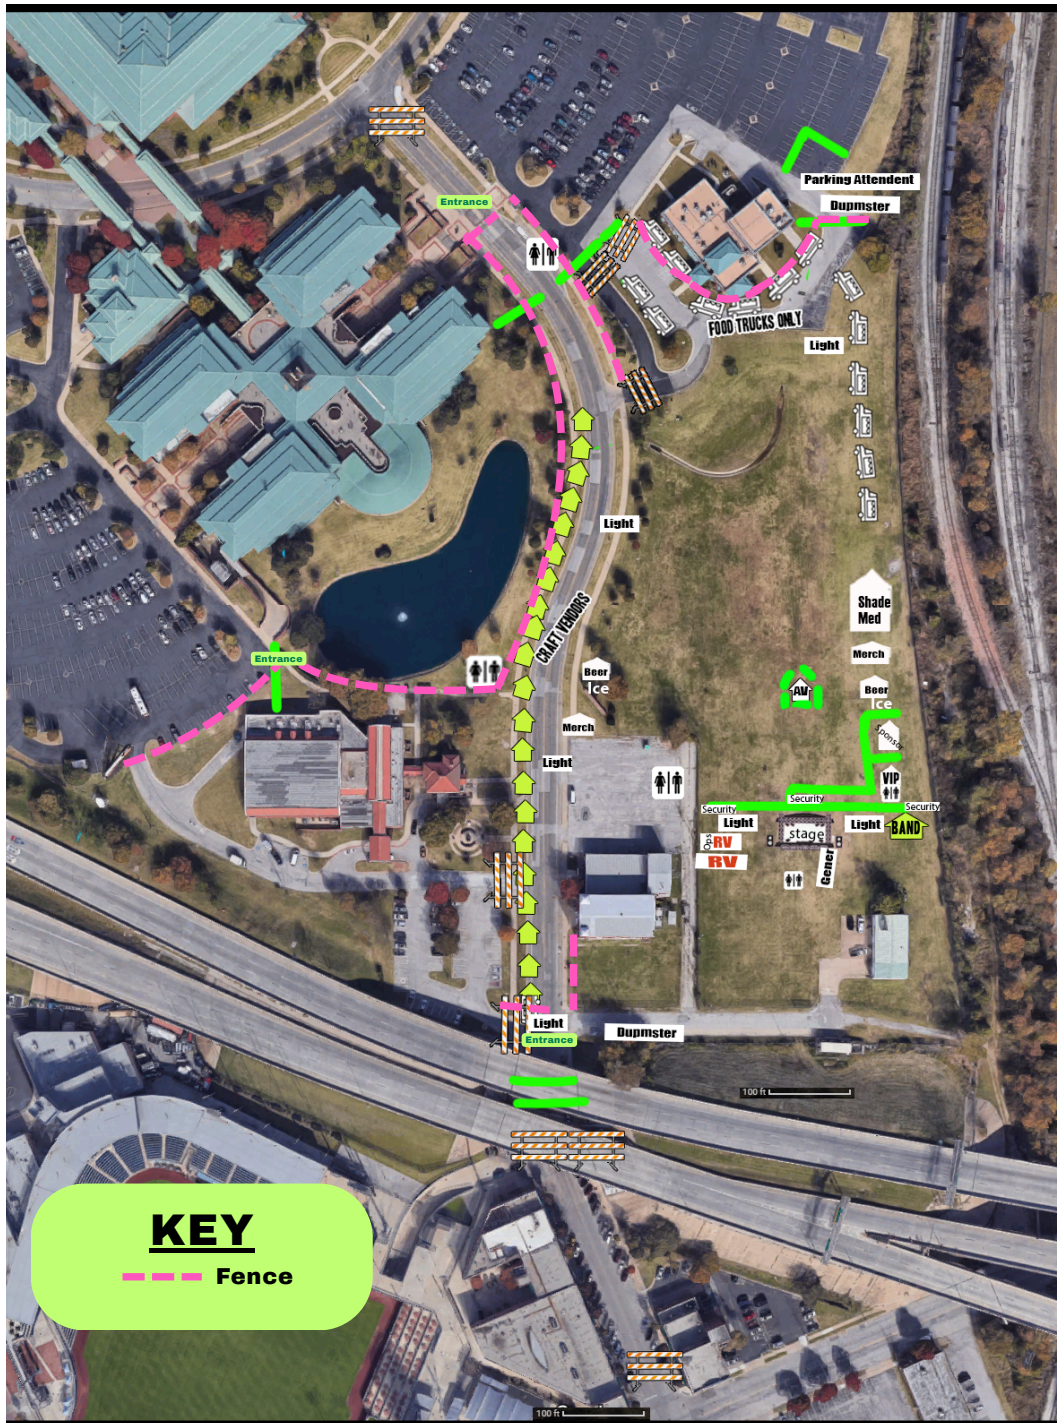 Parking Attendent
Entrance
Dupmster
FOOD TRUCKS ONLY
Light
Light
CRAFT VENDORS
Shade
Med
Merch
Entrance
Beer
Ice
AV
Beer
Ice
Merch
Sponsor
Light
VIP
Security
Security
Security
Light
stage
Light
BAND
Ops
RV
RV
Gener
Light
Dupmster
Entrance
100 ft
KEY
Fence
100 ft